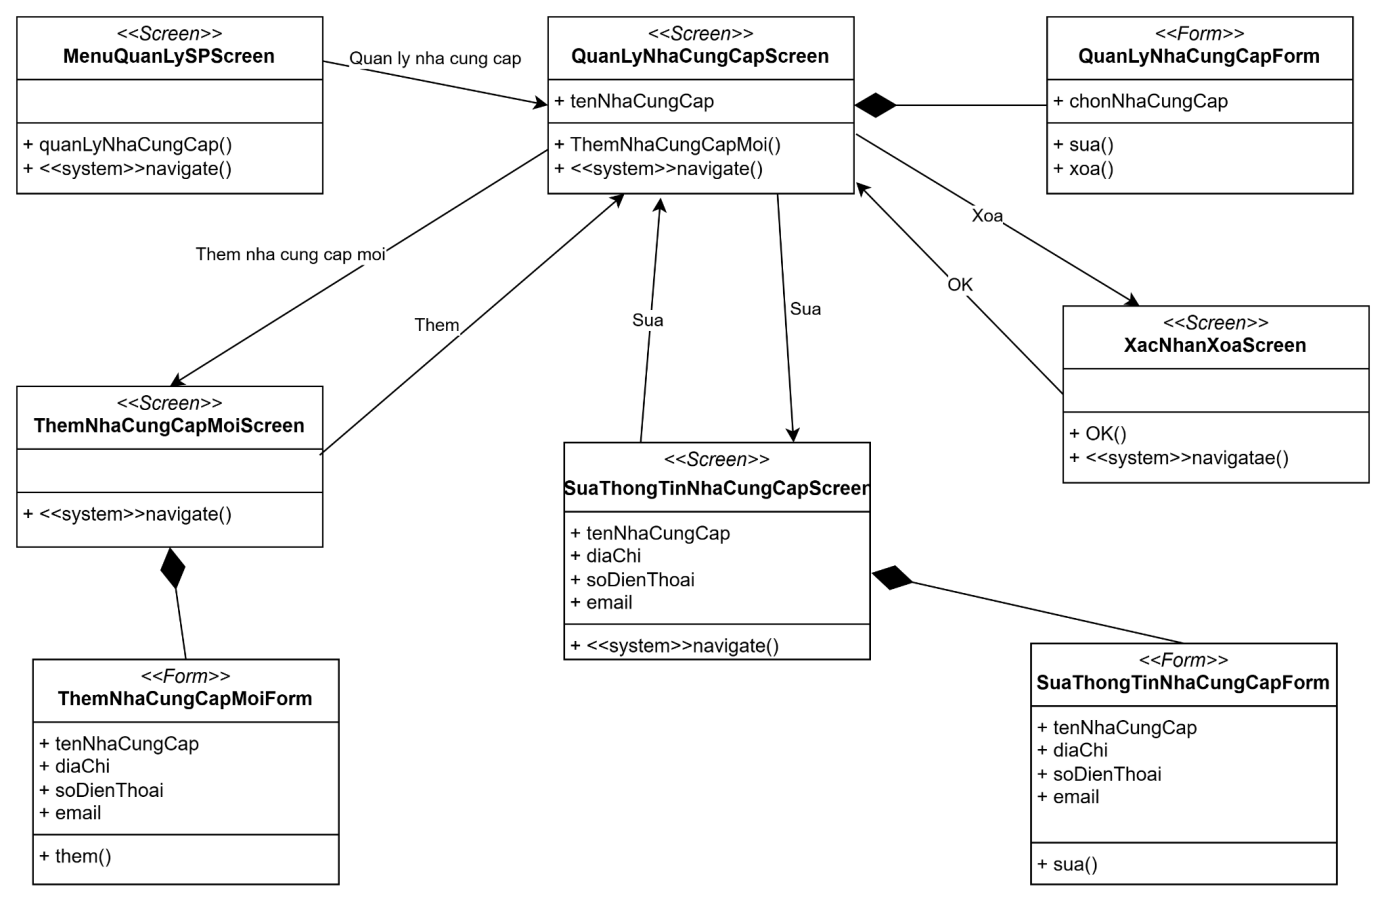 <<Screen>>
MenuQuanLySPScreen
+ quanLyNhaCungCap()
+ <<system>>navigate()
Quan ly nha cung cap
<<Screen>>
QuanLyNhaCungCapScreen
+ tenNhaCungCap
+ ThemNhaCungCapMoi()
+ <<system>>navigate()
<<Form>>
QuanLyNhaCungCapForm
+ chonNhaCungCap
+ sua()
+ xoa()
Them nha cung cap moi
Them
Sua
Sua
Xoa
OK
<<Screen>>
XacNhanXoaScreen
+ OK()
+ <<system>>navigatae()
<<Screen>>
ThemNhaCungCapMoiScreen
+ <<system>>navigate()
<<Screen>>
SuaThongTinNhaCungCapScreen
+ tenNhaCungCap
+ diaChi
+ soDienThoai
+ email
+ <<system>>navigate()
<<Form>>
ThemNhaCungCapMoiForm
+ tenNhaCungCap
+ diaChi
+ soDienThoai
+ email
+ them()
<<Form>>
SuaThongTinNhaCungCapForm
+ tenNhaCungCap
+ diaChi
+ soDienThoai
+ email
+ sua()